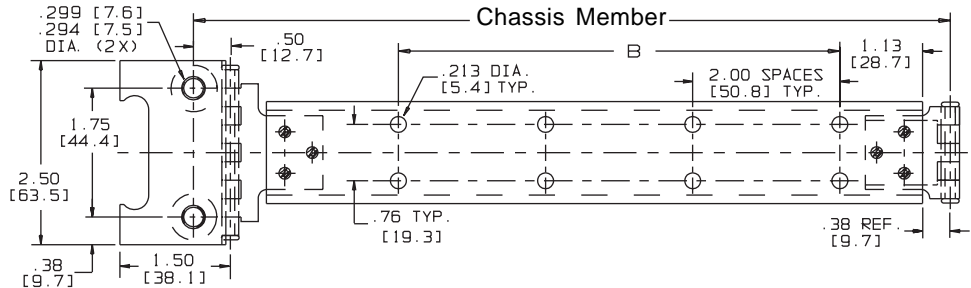 .299 [7.6]
.294 [7.5]
DIA. (2X)
Chassis Member
.50
[12.7]
B
1.13
[28.7]
.213 DIA.
[5.4] TYP.
2.00 SPACES
[50.8] TYP.
1.75
[44.4]
2.50
[63.5]
.76 TYP.
[19.3]
.38 REF.
[9.7]
.38
[9.7]
1.50
[38.1]